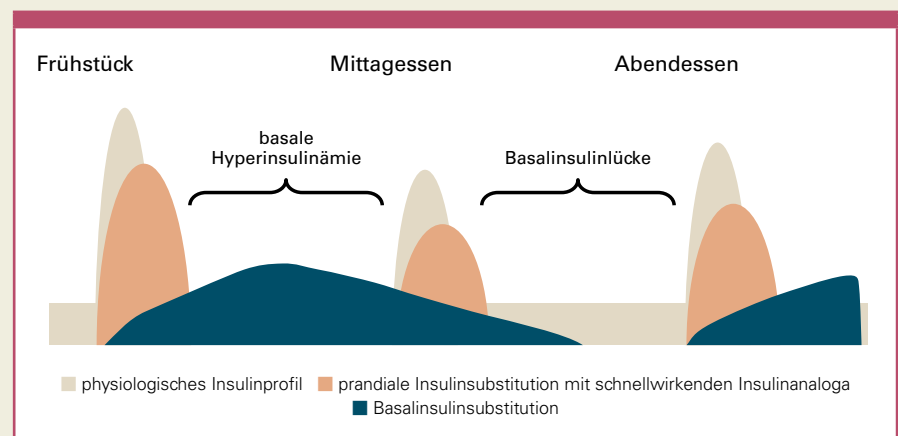 Frühstück
Mittagessen
Abendessen
basale
Hyperinsulinämie
Basalinsulinlücke
physiologisches Insulinprofil
prandiale Insulinsubstitution mit schnellwirkenden Insulinanaloga
Basalinsulinsubstitution